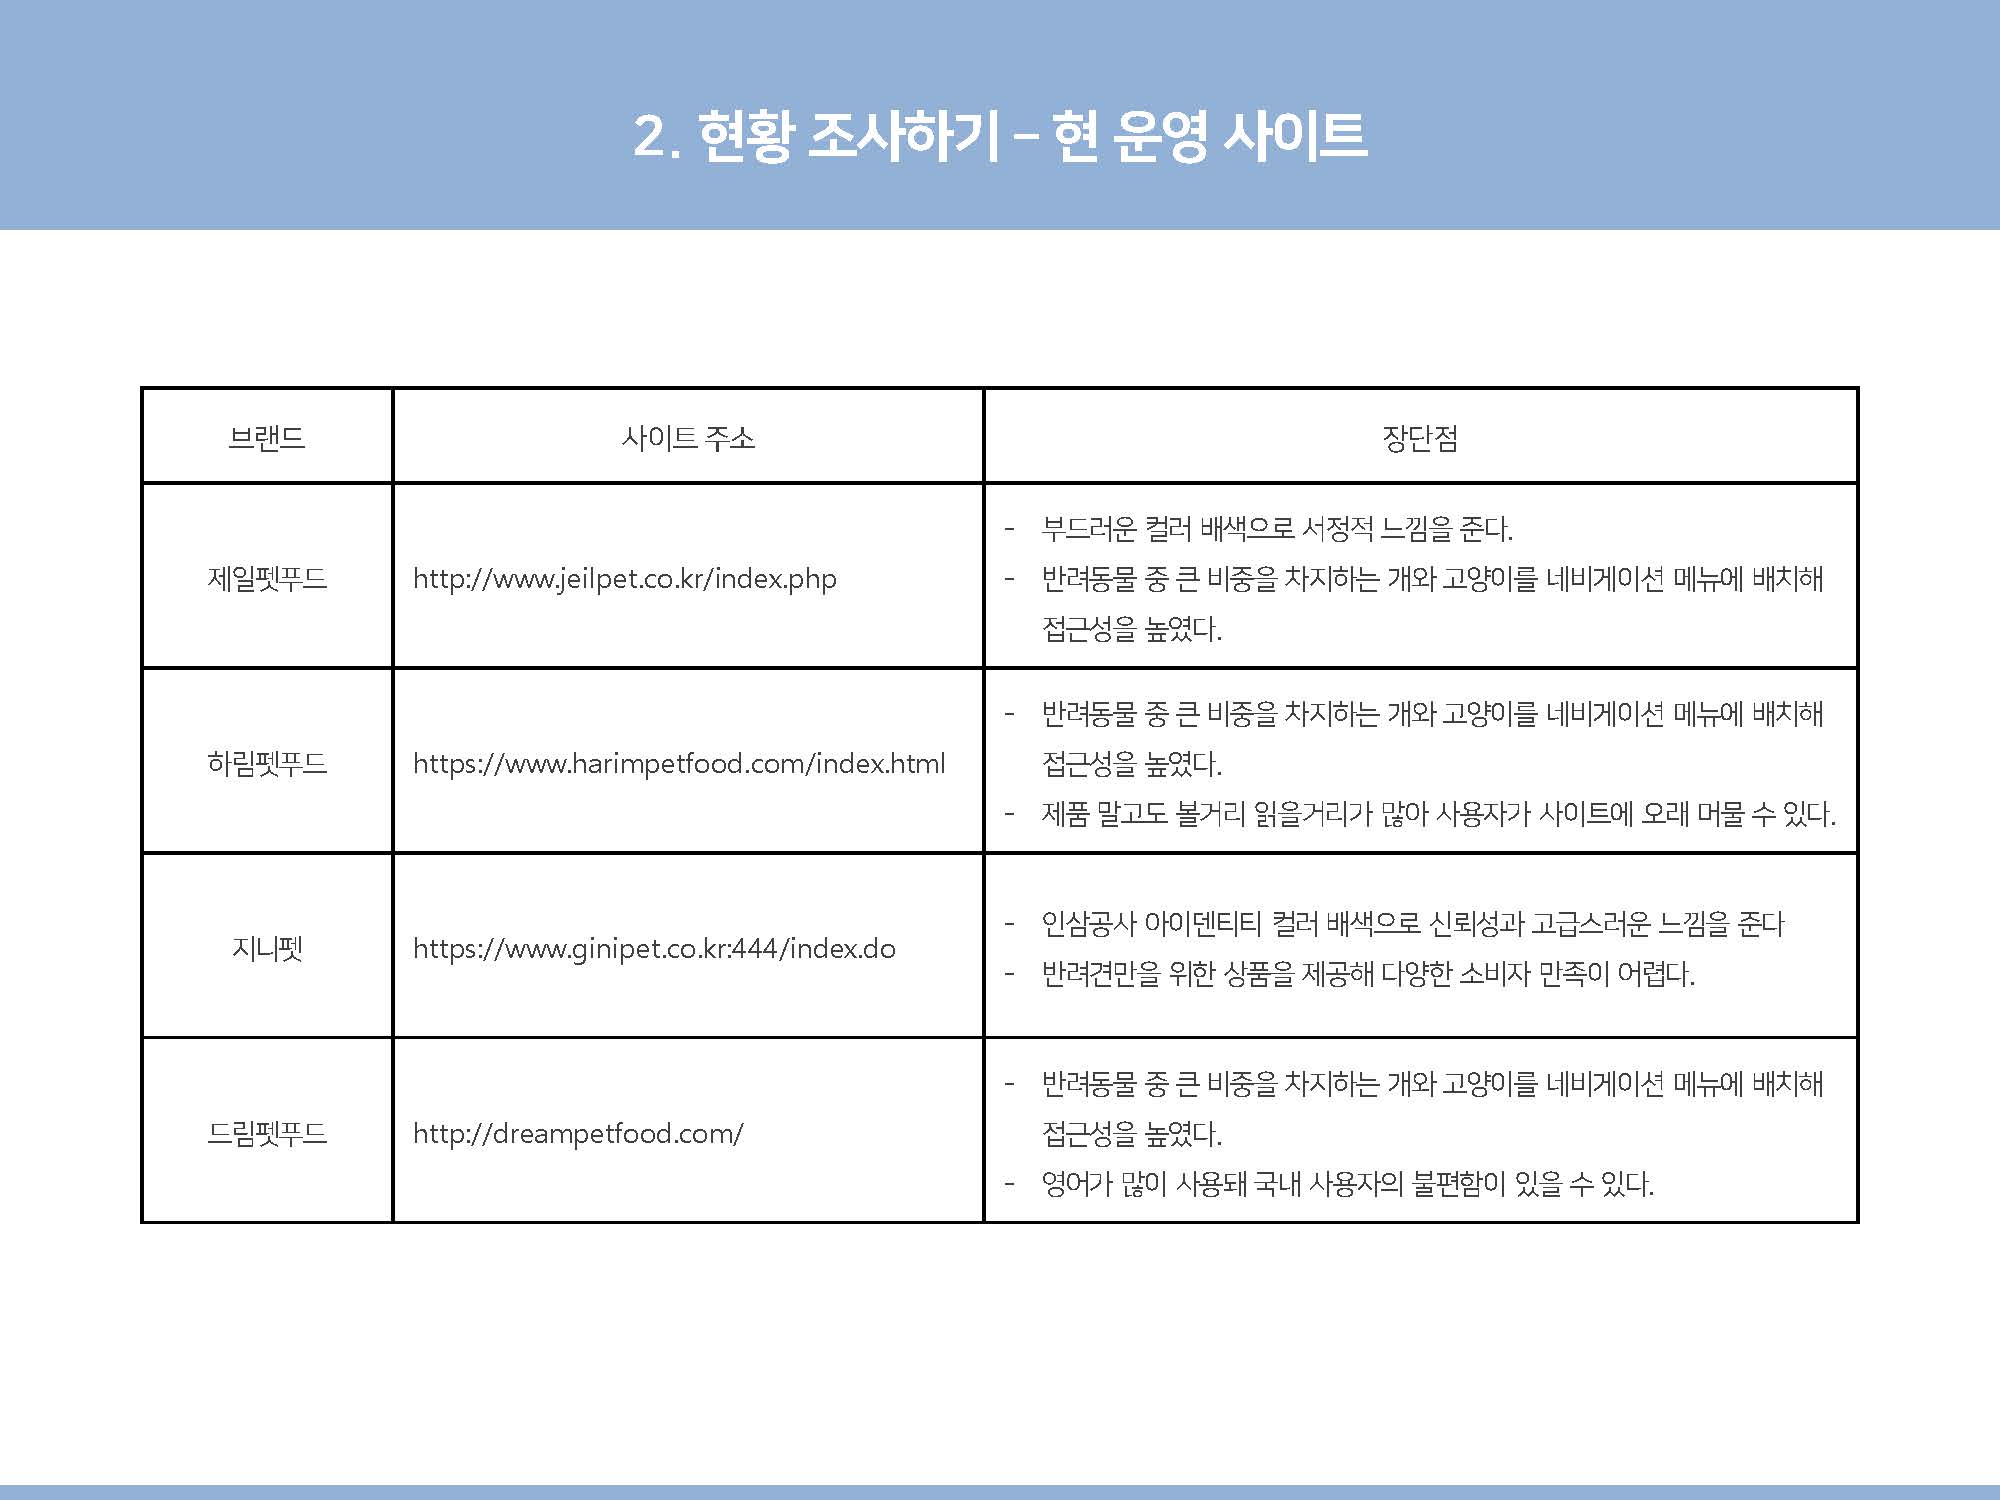 2. 현황 조사하기 – 현 운영 사이트
브랜드
사이트 주소
장단점
제일펫푸드
http://www.jeilpet.co.kr/index.php
- 부드러운 컬러 배색으로 서정적 느낌을 준다.
- 반려동물 중 큰 비중을 차지하는 개와 고양이를 네비게이션 메뉴에 배치해
접근성을 높였다.
하림펫푸드
https://www.harimpetfood.com/index.html
- 반려동물 중 큰 비중을 차지하는 개와 고양이를 네비게이션 메뉴에 배치해
접근성을 높였다.
- 제품 말고도 볼거리 읽을거리가 많아 사용자가 사이트에 오래 머물 수 있다.
지니펫
https://www.ginipet.co.kr:444/index.do
- 인삼공사 아이덴티티 컬러 배색으로 신뢰성과 고급스러운 느낌을 준다
- 반려견만을 위한 상품을 제공해 다양한 소비자 만족이 어렵다.
드림펫푸드
http://dreampetfood.com/
- 반려동물 중 큰 비중을 차지하는 개와 고양이를 네비게이션 메뉴에 배치해
접근성을 높였다.
- 영어가 많이 사용돼 국내 사용자의 불편함이 있을 수 있다.